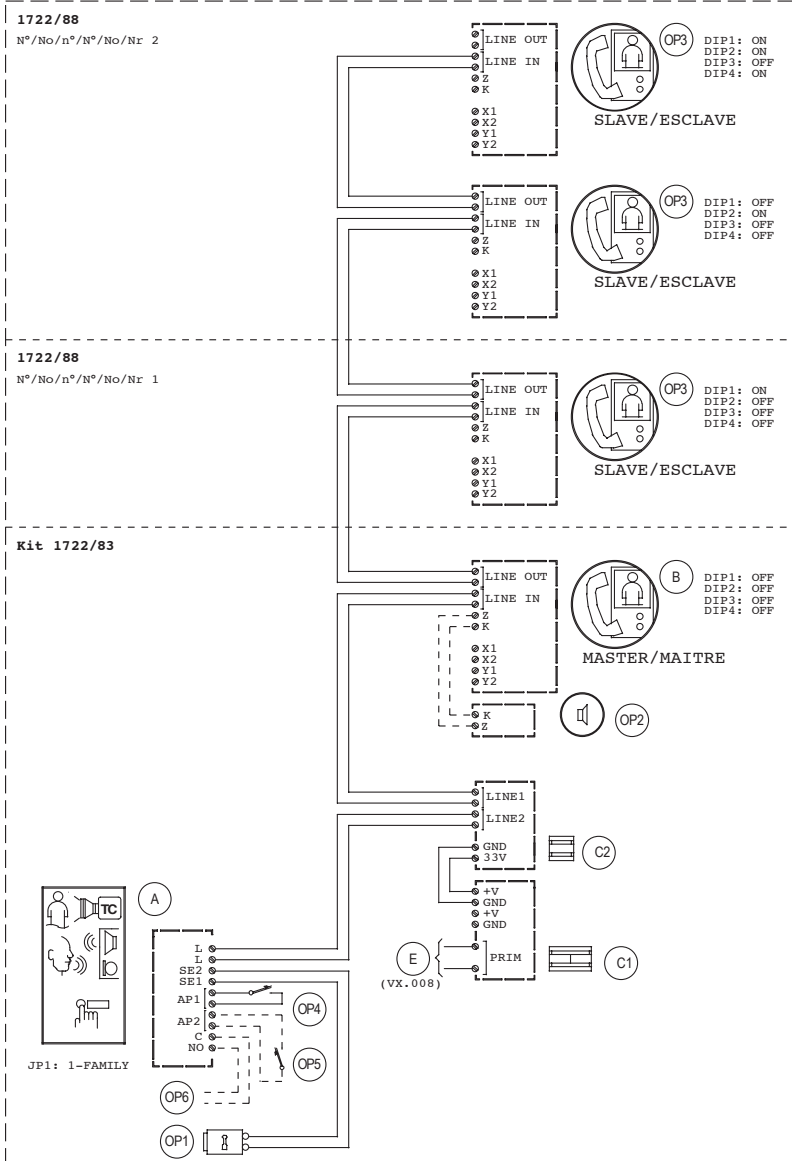 1722/88
N°/No/n°/N°/No/Nr 2
LINE OUT
LINE IN
Z
K
X1
X2
Y1
Y2
OP3
DIP1: ON
DIP2: ON
DIP3: OFF
DIP4: ON
SLAVE/ESCLAVE
LINE OUT
LINE IN
Z
K
X1
X2
Y1
Y2
OP3
DIP1: OFF
DIP2: ON
DIP3: OFF
DIP4: OFF
SLAVE/ESCLAVE
1722/88
N°/No/n°/N°/No/Nr 1
LINE OUT
LINE IN
Z
K
X1
X2
Y1
Y2
OP3
DIP1: ON
DIP2: OFF
DIP3: OFF
DIP4: OFF
SLAVE/ESCLAVE
Kit 1722/83
LINE OUT
LINE IN
Z
K
X1
X2
Y1
Y2
B
DIP1: OFF
DIP2: OFF
DIP3: OFF
DIP4: OFF
MASTER/MAITRE
K
Z
OP2
LINE1
LINE2
GND
33V
C2
+V
GND
+V
GND
PRIM
C1
E
(VX.008)
A
TC
JP1: 1-FAMILY
L
L
SE2
SE1
AP1
AP2
C
NO
OP4
OP5
OP6
OP1